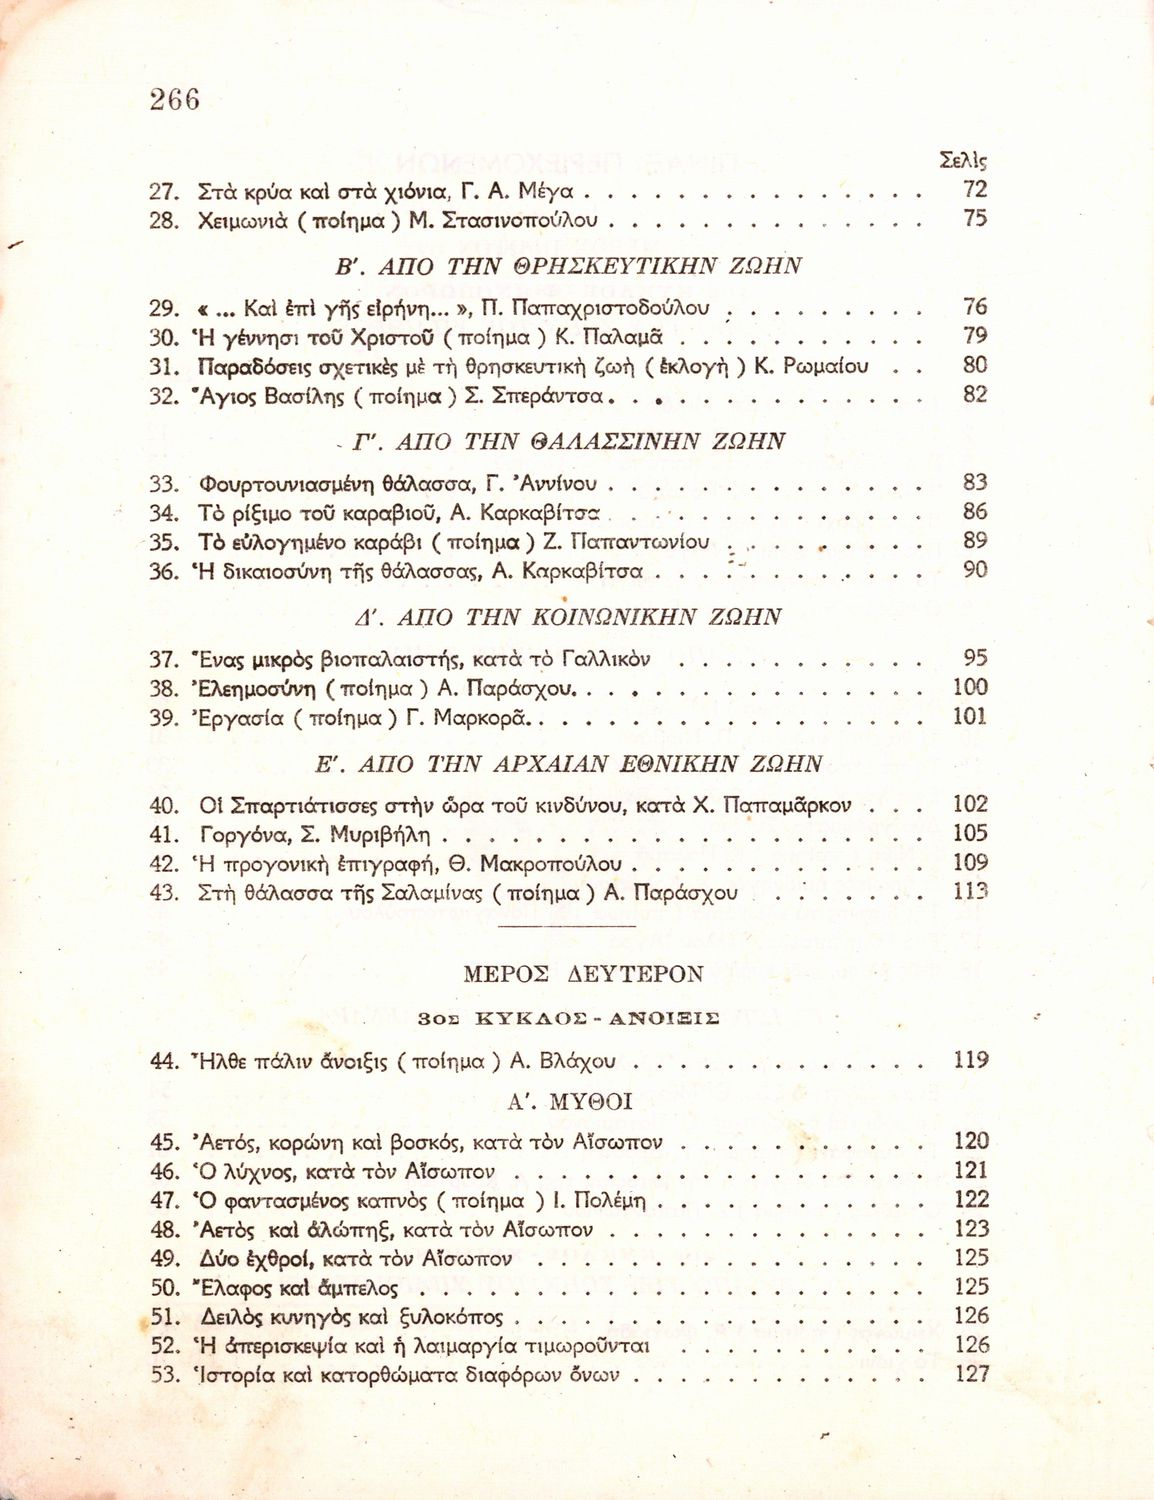 266
Σελὶς
27. Στὰ κρύα καὶ στὰ χιόνια, Γ. Α. Μέγα . . . . . . . . . . . . . . . 72
28. Χειμωνιὰ ( ποίημα ) Μ. Στασινοπούλου . . . . . . . . . . . . . . 75
Β'. ΑΠΟ ΤΗΝ ΘΡΗΣΚΕΥΤΙΚΗΝ ΖΩΗΝ
29. « ... Καὶ ἐπὶ γῆς εἰρήνη... », Π. Παπαχριστοδούλου . . . . . . . . . 76
30. Ἡ γέννησι τοῦ Χριστοῦ ( ποίημα ) Κ. Παλαμᾶ . . . . . . . . . . . 79
31. Παραδόσεις σχετικὲς μὲ τὴ θρησκευτικὴ ζωὴ ( ἐκλογὴ ) Κ. Ρωμαίου . . 80
32. Ἅγιος Βασίλης ( ποίημα ) Σ. Σπεράντσα. . . . . . . . . . . . . . 82
Γ'. ΑΠΟ ΤΗΝ ΘΑΛΑΣΣΙΝΗΝ ΖΩΗΝ
33. Φουρτουνιασμένη θάλασσα, Γ. Ἀννίνου . . . . . . . . . . . . . . 83
34. Τὸ ρίξιμο τοῦ καραβιοῦ, Α. Καρκαβίτσα . . . . . . . . . . . . . . 86
35. Τὸ εὐλογημένο καράβι ( ποίημα ) Ζ. Παπαντωνίου . . . . . . . . . 89
36. Ἡ δικαιοσύνη τῆς θάλασσας, Α. Καρκαβίτσα . . . . . . . . . . . . 90
Δ'. ΑΠΟ ΤΗΝ ΚΟΙΝΩΝΙΚΗΝ ΖΩΗΝ
37. Ἕνας μικρὸς βιοπαλαιστής, κατὰ τὸ Γαλλικὸν . . . . . . . . . . . 95
38. Ἐλεημοσύνη ( ποίημα ) Α. Παράσχου. . . . . . . . . . . . . . . . 100
39. Ἐργασία ( ποίημα ) Γ. Μαρκορᾶ. . . . . . . . . . . . . . . . . . 101
Ε'. ΑΠΟ ΤΗΝ ΑΡΧΑΙΑΝ ΕΘΝΙΚΗΝ ΖΩΗΝ
40. Οἱ Σπαρτιάτισσες στὴν ὥρα τοῦ κινδύνου, κατὰ Χ. Παπαμᾶρκον . . . 102
41. Γοργόνα, Σ. Μυριβήλη . . . . . . . . . . . . . . . . . . . . . 105
42. Ἡ προγονικὴ ἐπιγραφή, Θ. Μακροπούλου . . . . . . . . . . . . . 109
43. Στὴ θάλασσα τῆς Σαλαμίνας ( ποίημα ) Α. Παράσχου . . . . . . . . 113
ΜΕΡΟΣ ΔΕΥΤΕΡΟΝ
3ος ΚΥΚΛΟΣ - ΑΝΟΙΞΙΣ
44. Ἦλθε πάλιν ἄνοιξις ( ποίημα ) Α. Βλάχου . . . . . . . . . . . . . 119
Α'. ΜΥΘΟΙ
45. Ἀετός, κορώνη καὶ βοσκός, κατὰ τὸν Αἴσωπον . . . . . . . . . . . 120
46. Ὁ λύχνος, κατὰ τὸν Αἴσωπον . . . . . . . . . . . . . . . . . . 121
47. Ὁ φαντασμένος καπνὸς ( ποίημα ) Ι. Πολέμη . . . . . . . . . . . . 122
48. Ἀετὸς καὶ ἀλώπηξ, κατὰ τὸν Αἴσωπον . . . . . . . . . . . . . . 123
49. Δύο ἐχθροί, κατὰ τὸν Αἴσωπον . . . . . . . . . . . . . . . . . 125
50. Ἔλαφος καὶ ἄμπελος . . . . . . . . . . . . . . . . . . . . . . 125
51. Δειλὸς κυνηγὸς καὶ ξυλοκόπος . . . . . . . . . . . . . . . . . . 126
52. Ἡ ἀπερισκεψία καὶ ἡ λαιμαργία τιμωροῦνται . . . . . . . . . . . 126
53. Ἱστορία καὶ κατορθώματα διαφόρων ὄνων . . . . . . . . . . . . . 127